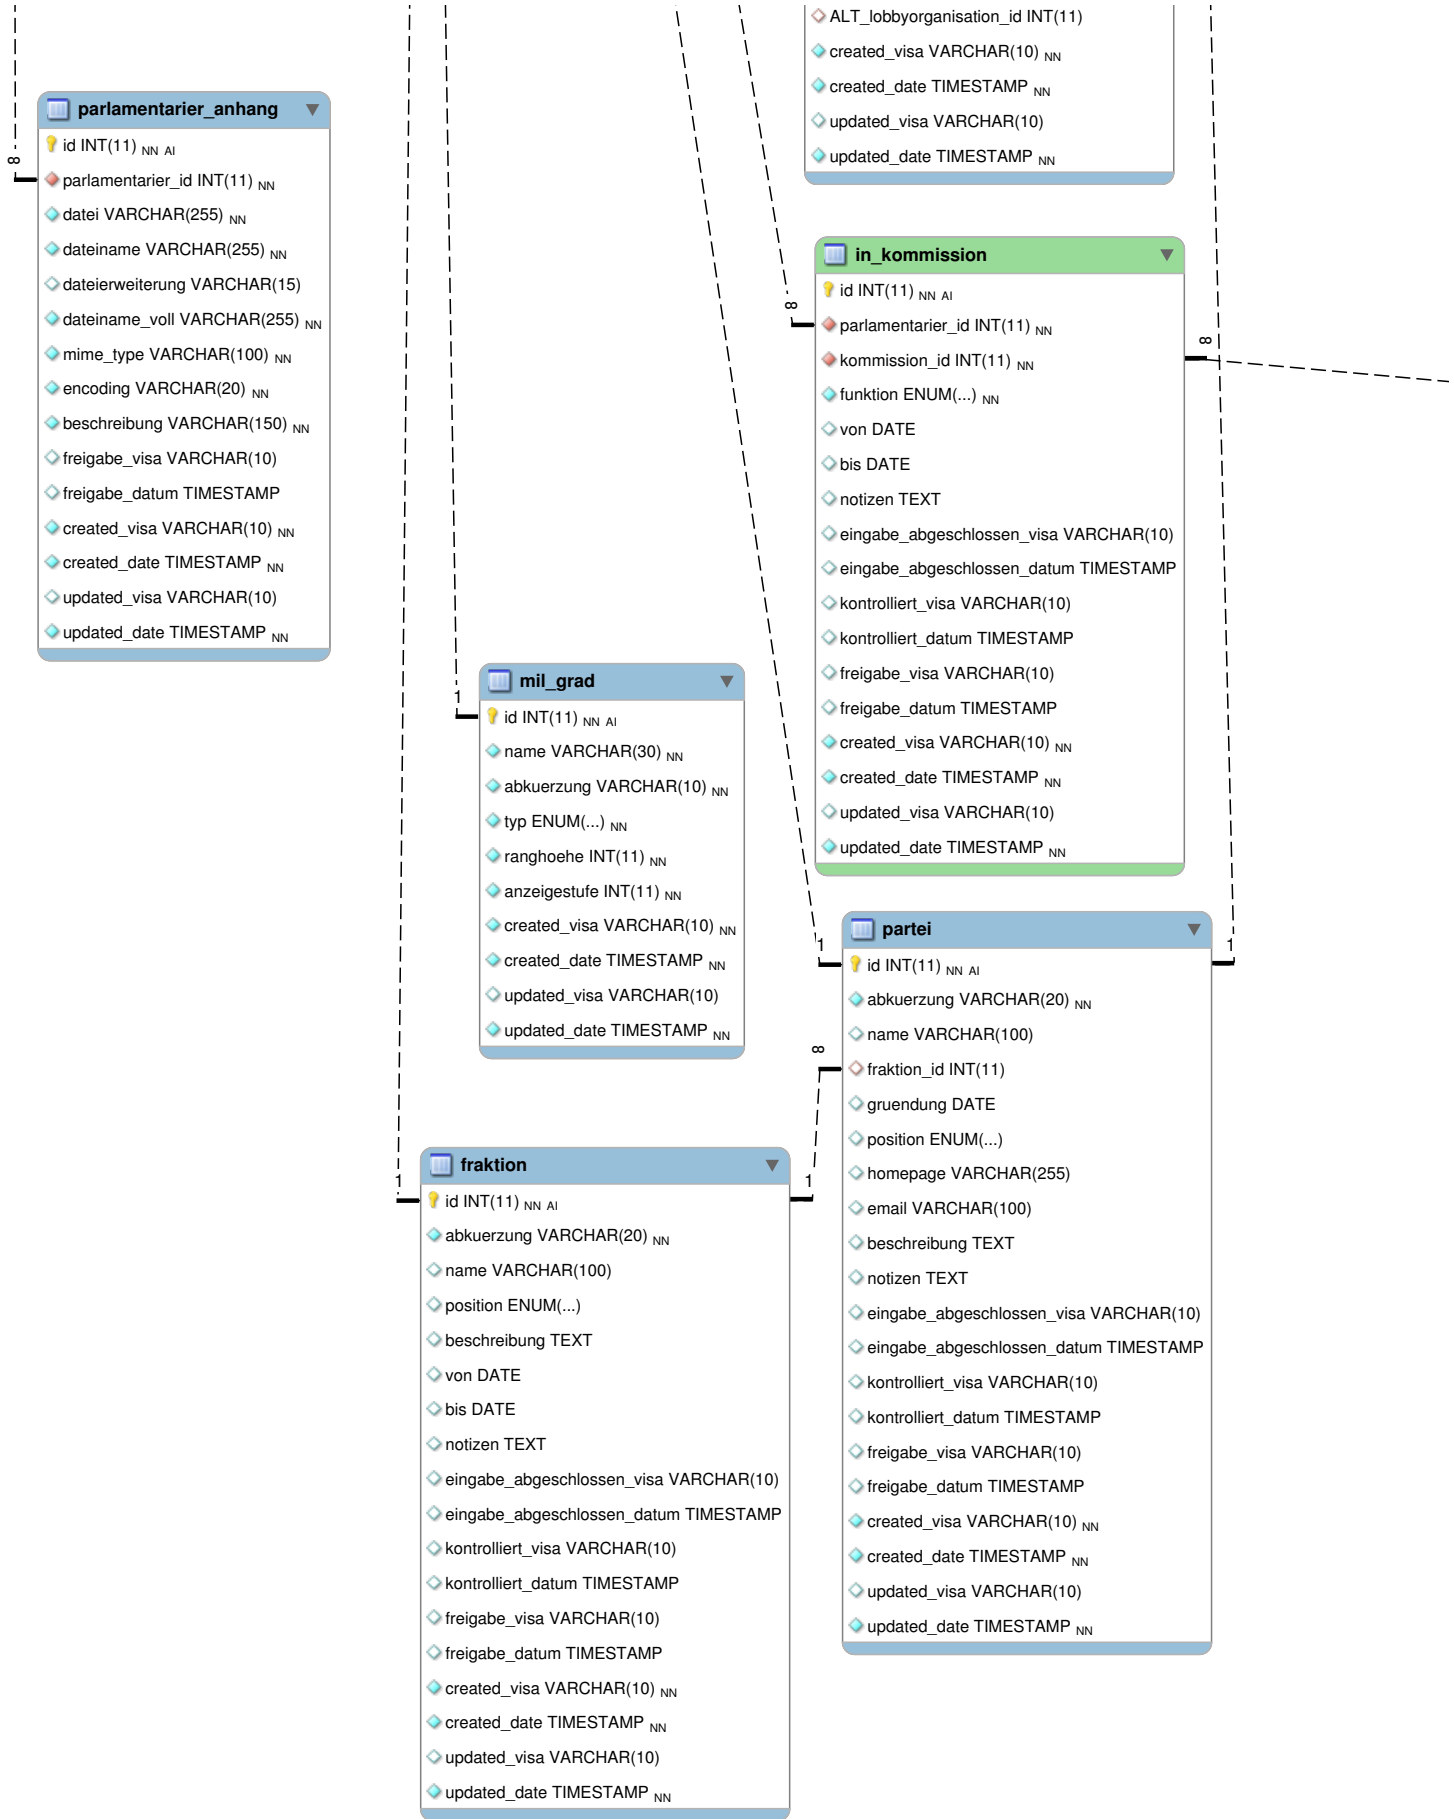 ALT_lobbyorganisation_id INT(11)
created_visa VARCHAR(10) NN
created_date TIMESTAMP NN
updated_visa VARCHAR(10)
updated_date TIMESTAMP NN
parlamentarier_anhang
id INT(11) NN AI
parlamentarier_id INT(11) NN
datei VARCHAR(255) NN
dateiname VARCHAR(255) NN
dateierweiterung VARCHAR(15)
dateiname_voll VARCHAR(255) NN
mime_type VARCHAR(100) NN
encoding VARCHAR(20) NN
beschreibung VARCHAR(150) NN
freigabe_visa VARCHAR(10)
freigabe_datum TIMESTAMP
created_visa VARCHAR(10) NN
created_date TIMESTAMP NN
updated_visa VARCHAR(10)
updated_date TIMESTAMP NN
∞
in_kommission
id INT(11) NN AI
parlamentarier_id INT(11) NN
kommission_id INT(11) NN
funktion ENUM(...) NN
von DATE
bis DATE
notizen TEXT
eingabe_abgeschlossen_visa VARCHAR(10)
eingabe_abgeschlossen_datum TIMESTAMP
kontrolliert_visa VARCHAR(10)
kontrolliert_datum TIMESTAMP
freigabe_visa VARCHAR(10)
freigabe_datum TIMESTAMP
created_visa VARCHAR(10) NN
created_date TIMESTAMP NN
updated_visa VARCHAR(10)
updated_date TIMESTAMP NN
∞
∞
mil_grad
id INT(11) NN AI
name VARCHAR(30) NN
abkuerzung VARCHAR(10) NN
typ ENUM(...) NN
ranghoehe INT(11) NN
anzeigestufe INT(11) NN
created_visa VARCHAR(10) NN
created_date TIMESTAMP NN
updated_visa VARCHAR(10)
updated_date TIMESTAMP NN
1
partei
id INT(11) NN AI
abkuerzung VARCHAR(20) NN
name VARCHAR(100)
fraktion_id INT(11)
gruendung DATE
position ENUM(...)
homepage VARCHAR(255)
email VARCHAR(100)
beschreibung TEXT
notizen TEXT
eingabe_abgeschlossen_visa VARCHAR(10)
eingabe_abgeschlossen_datum TIMESTAMP
kontrolliert_visa VARCHAR(10)
kontrolliert_datum TIMESTAMP
freigabe_visa VARCHAR(10)
freigabe_datum TIMESTAMP
created_visa VARCHAR(10) NN
created_date TIMESTAMP NN
updated_visa VARCHAR(10)
updated_date TIMESTAMP NN
1
1
∞
fraktion
id INT(11) NN AI
abkuerzung VARCHAR(20) NN
name VARCHAR(100)
position ENUM(...)
beschreibung TEXT
von DATE
bis DATE
notizen TEXT
eingabe_abgeschlossen_visa VARCHAR(10)
eingabe_abgeschlossen_datum TIMESTAMP
kontrolliert_visa VARCHAR(10)
kontrolliert_datum TIMESTAMP
freigabe_visa VARCHAR(10)
freigabe_datum TIMESTAMP
created_visa VARCHAR(10) NN
created_date TIMESTAMP NN
updated_visa VARCHAR(10)
updated_date TIMESTAMP NN
1
1